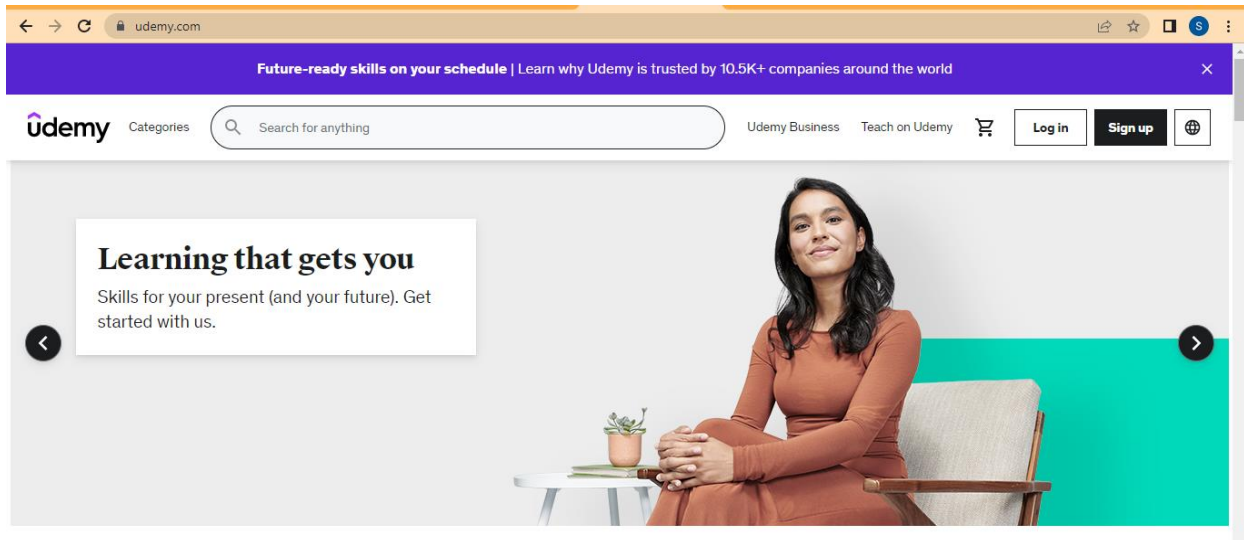 udemy.com
S
Future-ready skills on your schedule | Learn why Udemy is trusted by 10.5K+ companies around the world
ûdemy Categories Search for anything Udemy Business Teach on Udemy Log in Sign up
Learning that gets you
Skills for your present (and your future). Get
started with us.